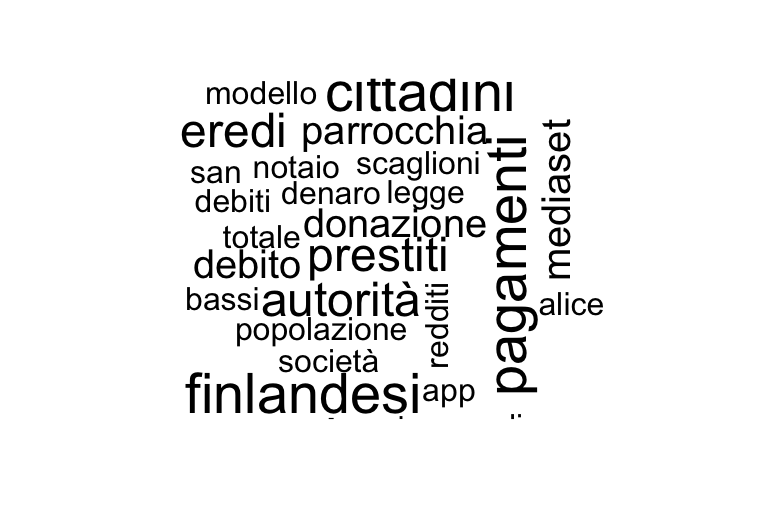 modello cittadini
eredi parrocchia
san notaio scaglioni
debiti denaro legge
donazione
totale
debito prestiti
bassi autorità
popolazione
società
finlandesi app
redditi
pagamenti
mediaset
alice